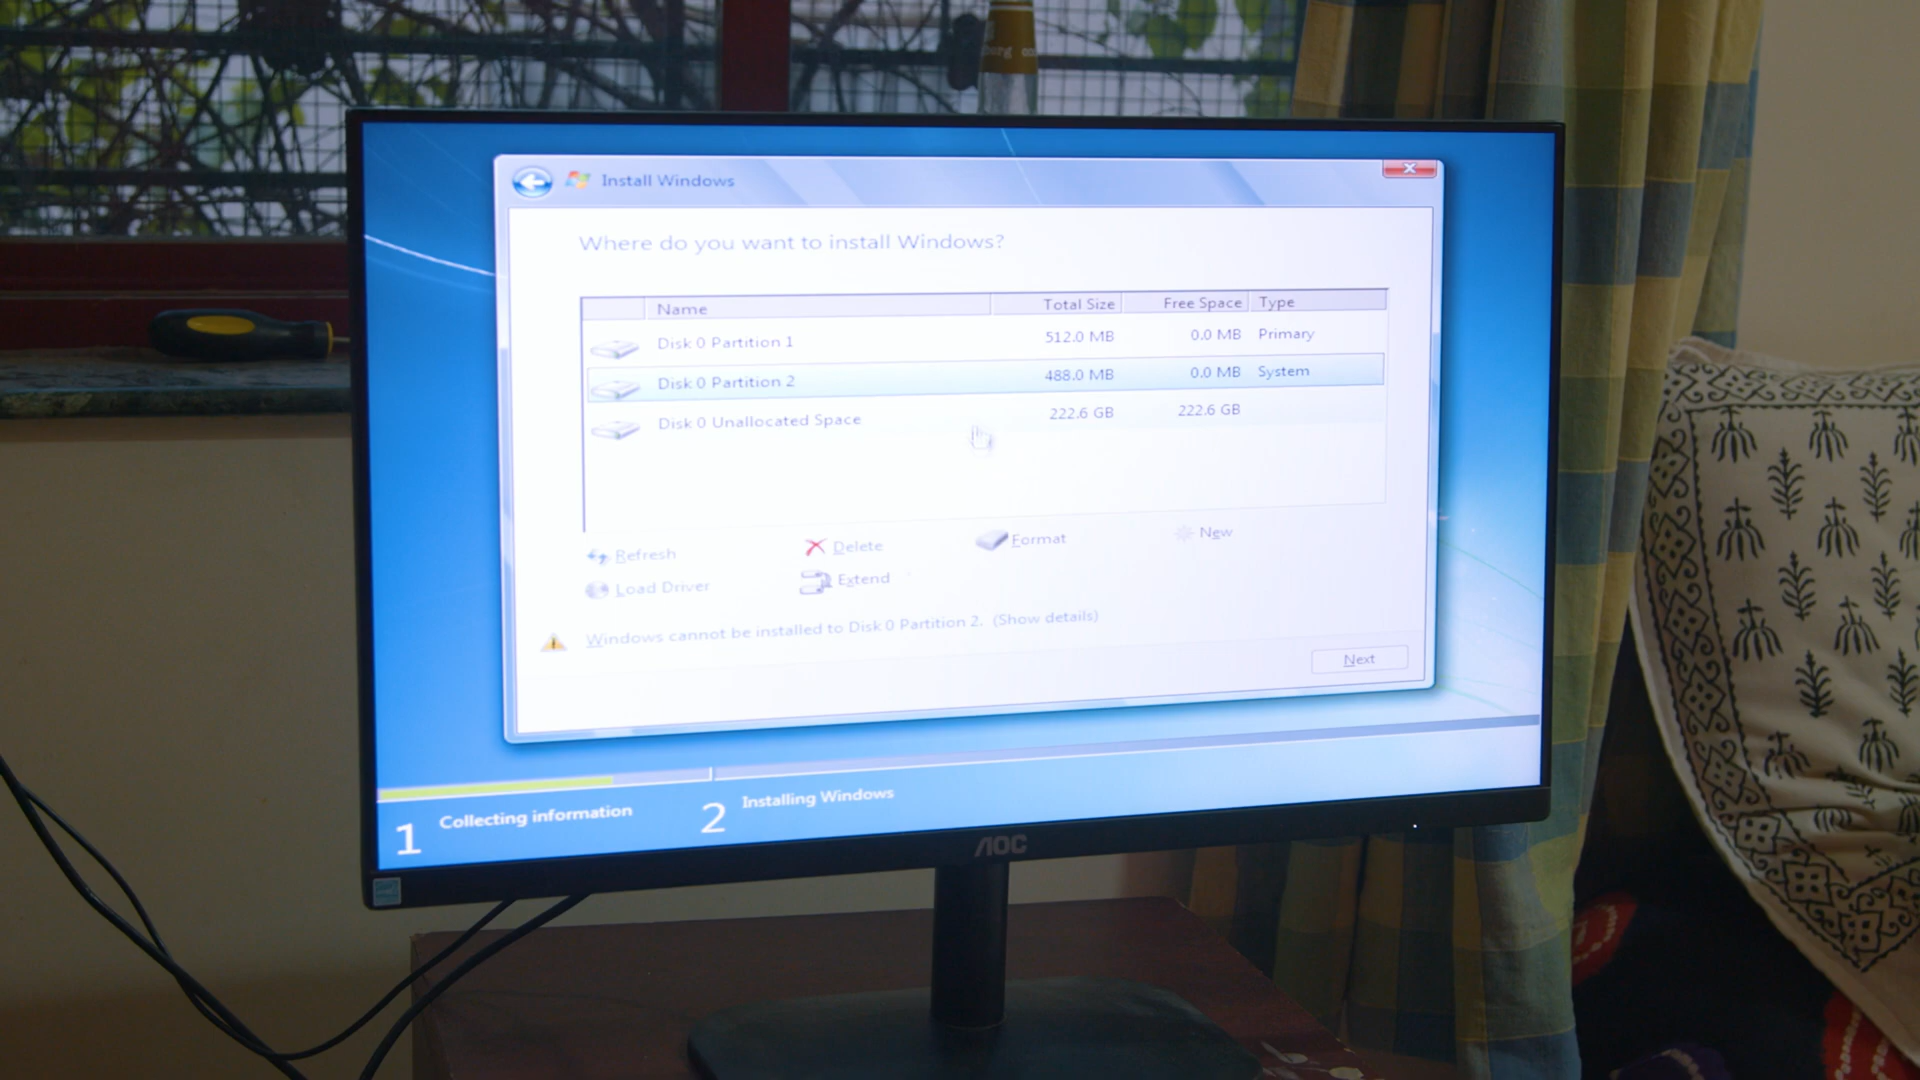 Install Windows
Where do you want to install Windows?
Name Total Size Free Space Type
Disk 0 Partition 1 512.0 MB 0.0 MB Primary
Disk 0 Partition 2 488.0 MB 0.0 MB System
Disk 0 Unallocated Space 222.6 GB 222.6 GB
Refresh Delete Format New
Load Driver Extend
Windows cannot be installed to Disk 0 Partition 2. (Show details)
Next
1 Collecting information 2 Installing Windows
AOC